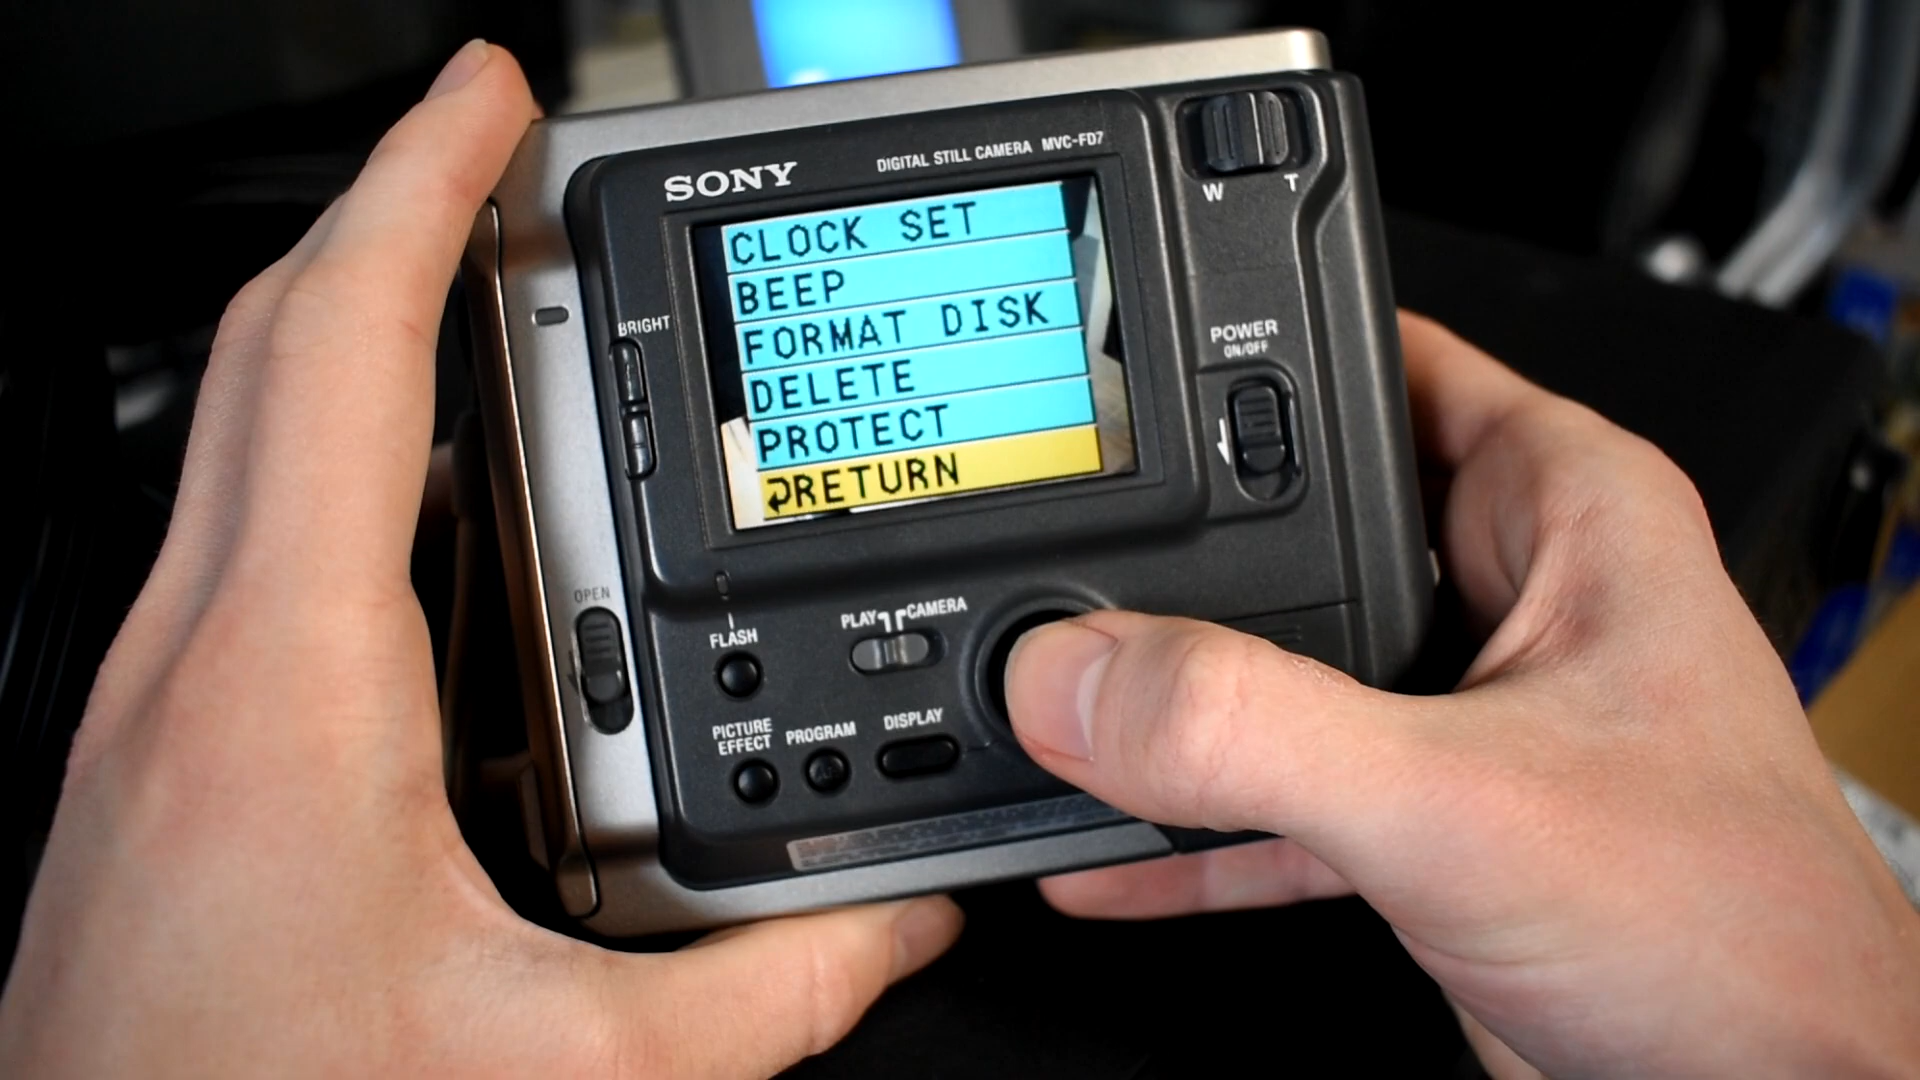 SONY
DIGITAL STILL CAMERA MVC-FD7
W T
CLOCK SET
BEEP
FORMAT DISK
DELETE
PROTECT
RETURN
BRIGHT
POWER
ON/OFF
OPEN
FLASH
PLAY CAMERA
PICTURE
EFFECT
PROGRAM
DISPLAY